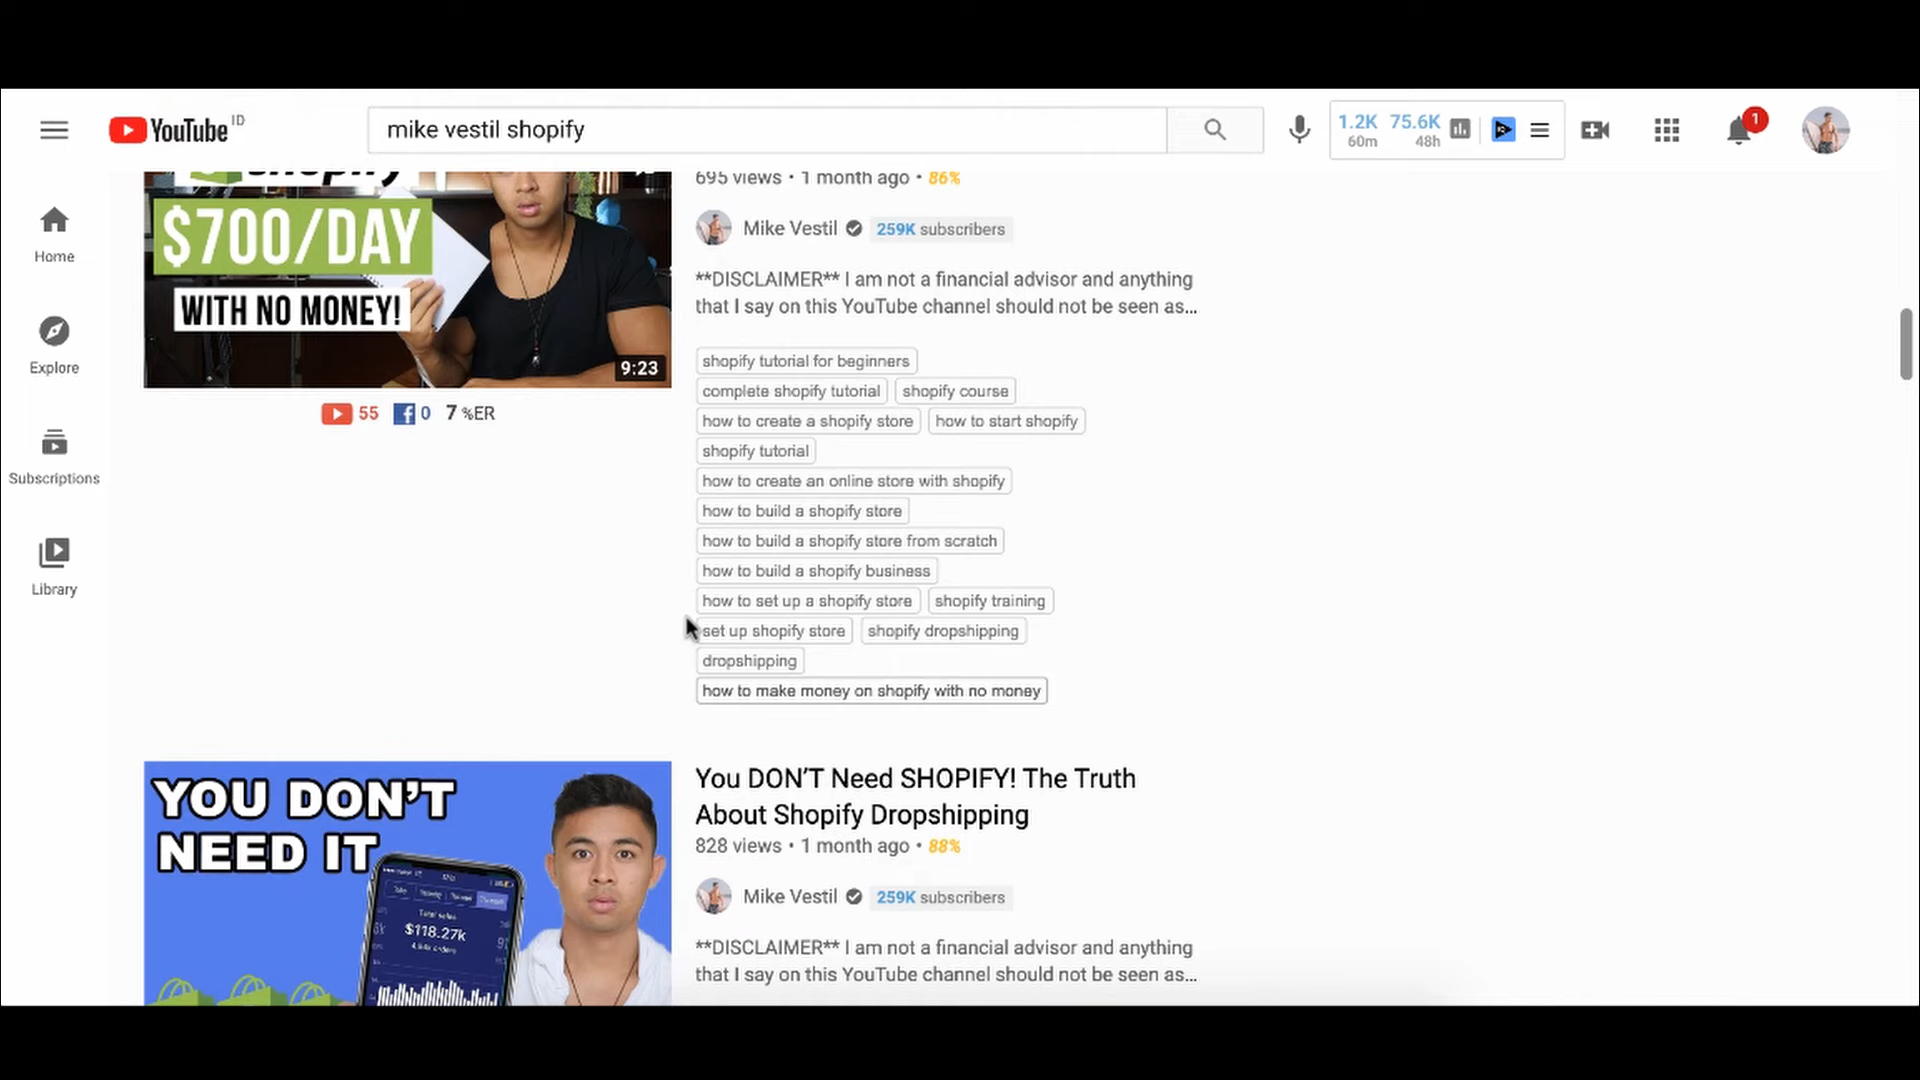 YouTube ID
mike vestil shopify
1.2K 75.6K
60m 48h
1
Home
Explore
Subscriptions
Library
shopify
$700/DAY
WITH NO MONEY!
9:23
55 0 7 %ER
695 views • 1 month ago • 86%
Mike Vestil 259K subscribers
**DISCLAIMER** I am not a financial advisor and anything
that I say on this YouTube channel should not be seen as...
shopify tutorial for beginners
complete shopify tutorial shopify course
how to create a shopify store how to start shopify
shopify tutorial
how to create an online store with shopify
how to build a shopify store
how to build a shopify store from scratch
how to build a shopify business
how to set up a shopify store shopify training
set up shopify store shopify dropshipping
dropshipping
how to make money on shopify with no money
YOU DON'T
NEED IT
Total sales
$118.27k
You DON’T Need SHOPIFY! The Truth
About Shopify Dropshipping
828 views • 1 month ago • 88%
Mike Vestil 259K subscribers
**DISCLAIMER** I am not a financial advisor and anything
that I say on this YouTube channel should not be seen as...